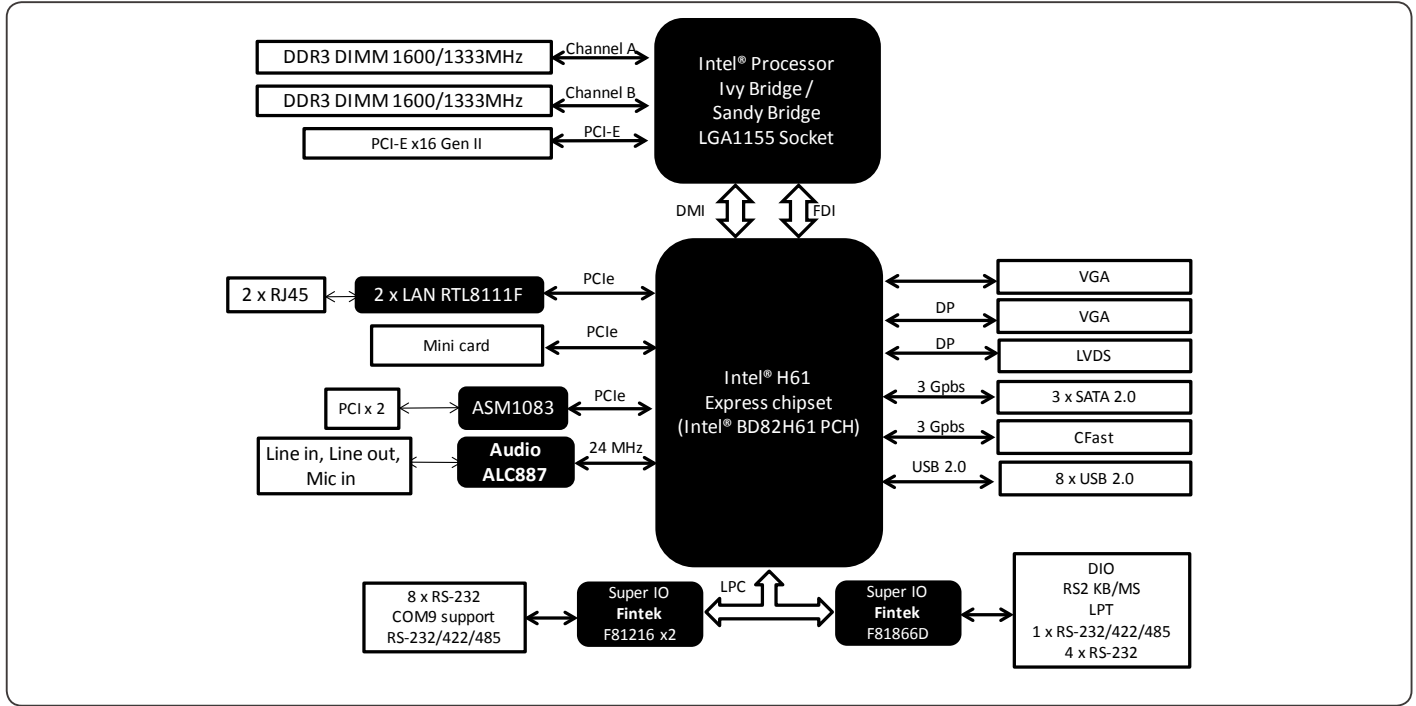 DDR3 DIMM 1600/1333MHz
Channel A
DDR3 DIMM 1600/1333MHz
Channel B
PCI-E x16 Gen II
PCI-E
Intel® Processor
Ivy Bridge /
Sandy Bridge
LGA1155 Socket
DMI
FDI
2 x RJ45
2 x LAN RTL8111F
PCIe
Mini card
PCIe
PCI x 2
ASM1083
PCIe
Line in, Line out,
Mic in
Audio
ALC887
24 MHz
Intel® H61
Express chipset
(Intel® BD82H61 PCH)
VGA
DP
VGA
DP
LVDS
3 Gpbs
3 x SATA 2.0
3 Gpbs
CFast
USB 2.0
8 x USB 2.0
8 x RS-232
COM9 support
RS-232/422/485
Super IO
Fintek
F81216 x2
LPC
Super IO
Fintek
F81866D
DIO
RS2 KB/MS
LPT
1 x RS-232/422/485
4 x RS-232